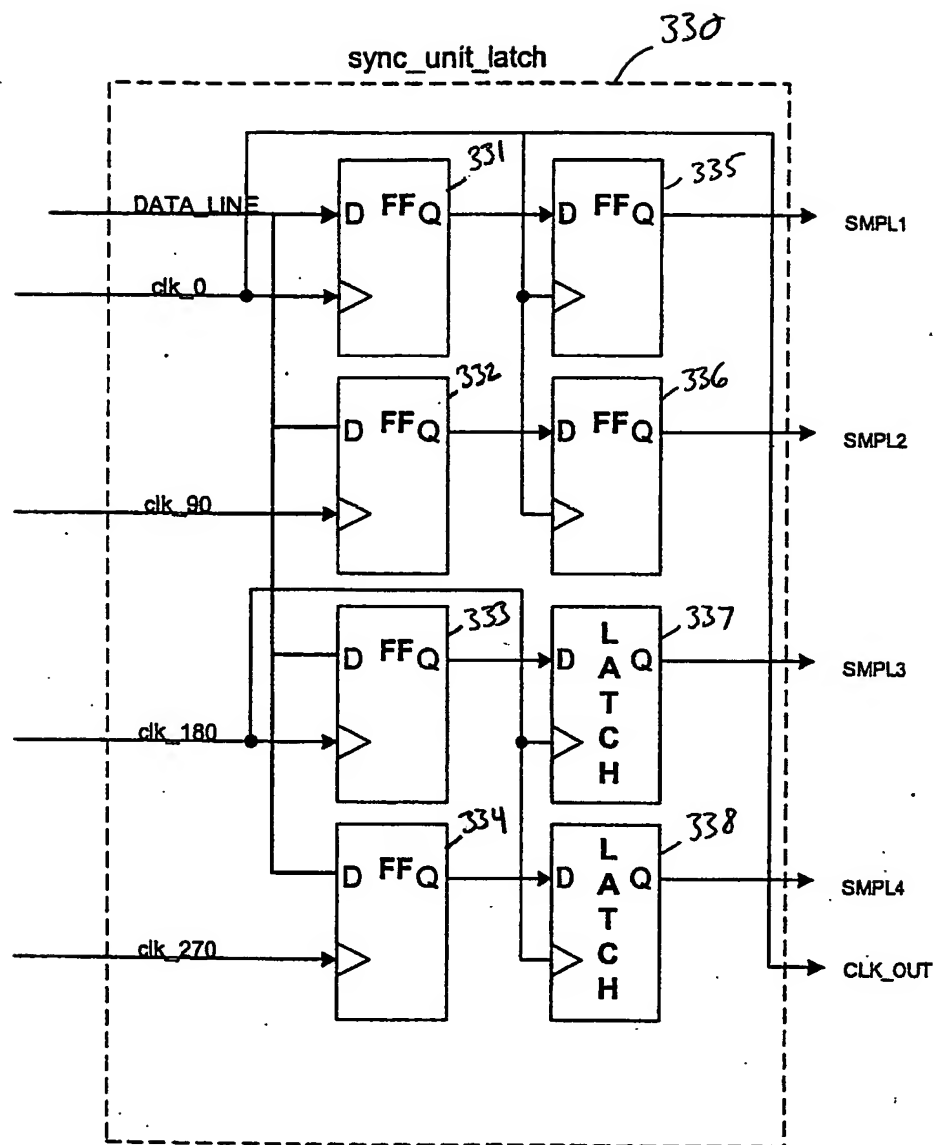 330
sync_unit_latch
331
335
DATA_LINE
D FF Q
D FF Q
SMPL1
clk_0
332
336
D FF Q
D FF Q
SMPL2
clk_90
333
337
D FF Q
D LATCH Q
SMPL3
clk_180
334
338
D FF Q
D LATCH Q
SMPL4
clk_270
CLK_OUT